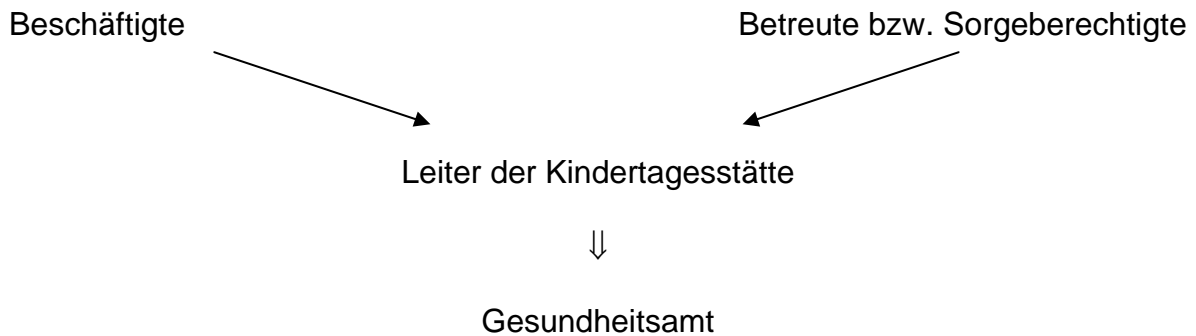 Beschäftigte Betreute bzw. Sorgeberechtigte
Leiter der Kindertagesstätte
⇓
Gesundheitsamt